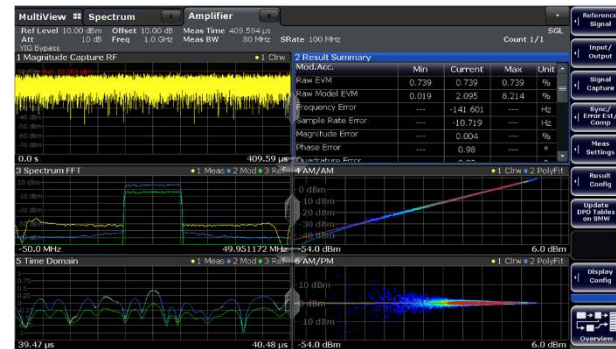 MultiView Spectrum Amplifier
Ref Level 10.00 dBm Offset 10.00 dB Meas Time 409.594 µs SGL
Att 10 dB Freq 1.0 GHz Meas BW 80 MHz SRate 100 MHz Count 1/1
YIG Bypass
1 Magnitude Capture RF 1 Clrw
0.0 s 409.59 µs
2 Result Summary
Mod.Acc. Min Current Max Unit
Raw EVM 0.739 0.739 0.739 %
Raw Model EVM 0.019 2.095 8.214 %
Frequency Error --- -141.601 --- Hz
Sample Rate Error --- -10.719 --- Hz
Magnitude Error --- 0.004 --- %
Phase Error --- 0.98 --- °
Quadrature Error
3 Spectrum FFT 1 Meas 2 Mod 3 Ref
-50.0 MHz 49.951172 MHz
4 AM/AM 1 Clrw 2 PolyFit
0 dBm
-54.0 dBm 6.0 dBm
5 Time Domain 1 Meas 2 Mod 3 Ref
39.47 µs 40.48 µs
6 AM/PM 1 Clrw 2 PolyFit
-54.0 dBm 6.0 dBm
Reference
Signal
Input/
Output
Signal
Capture
Sync/
Error Est/
Comp
Meas
Settings
Result
Config
Update
DPD Tables
on SMW
Display
Config
Overview